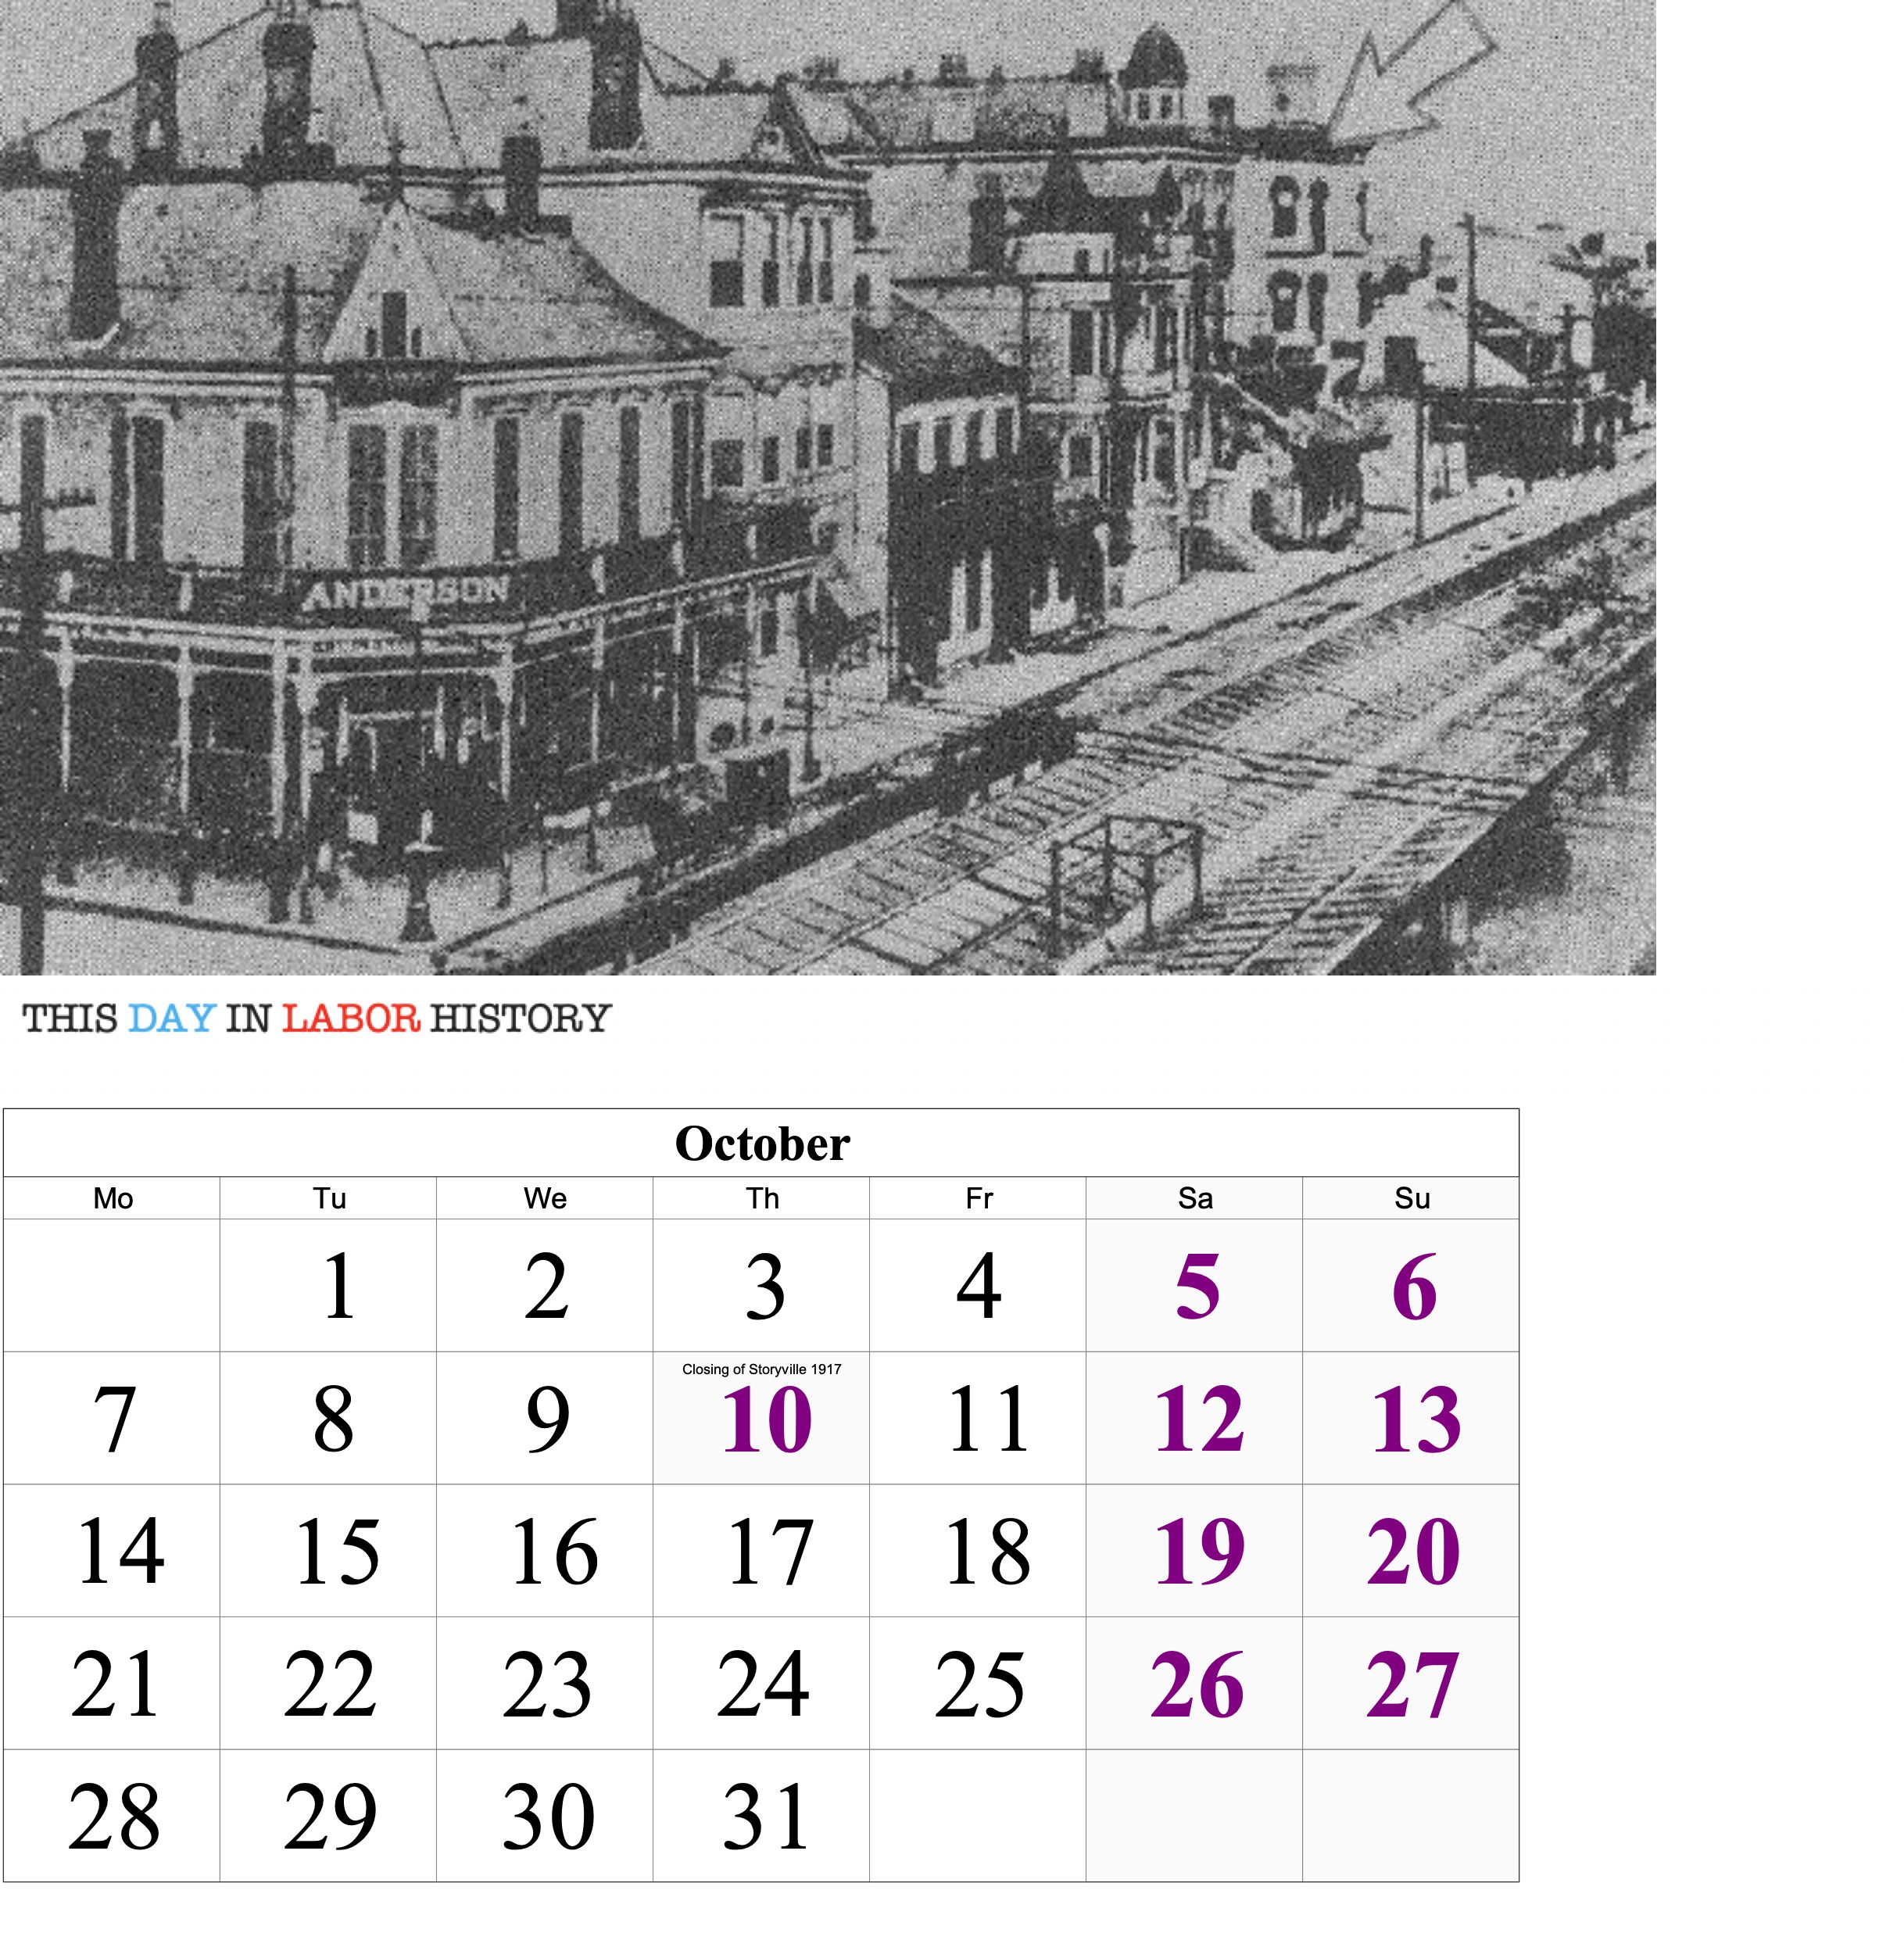 ANDERSON
THIS DAY IN LABOR HISTORY
October
Mo Tu We Th Fr Sa Su
1 2 3 4 5 6
Closing of Storyville 1917
7 8 9 10 11 12 13
14 15 16 17 18 19 20
21 22 23 24 25 26 27
28 29 30 31